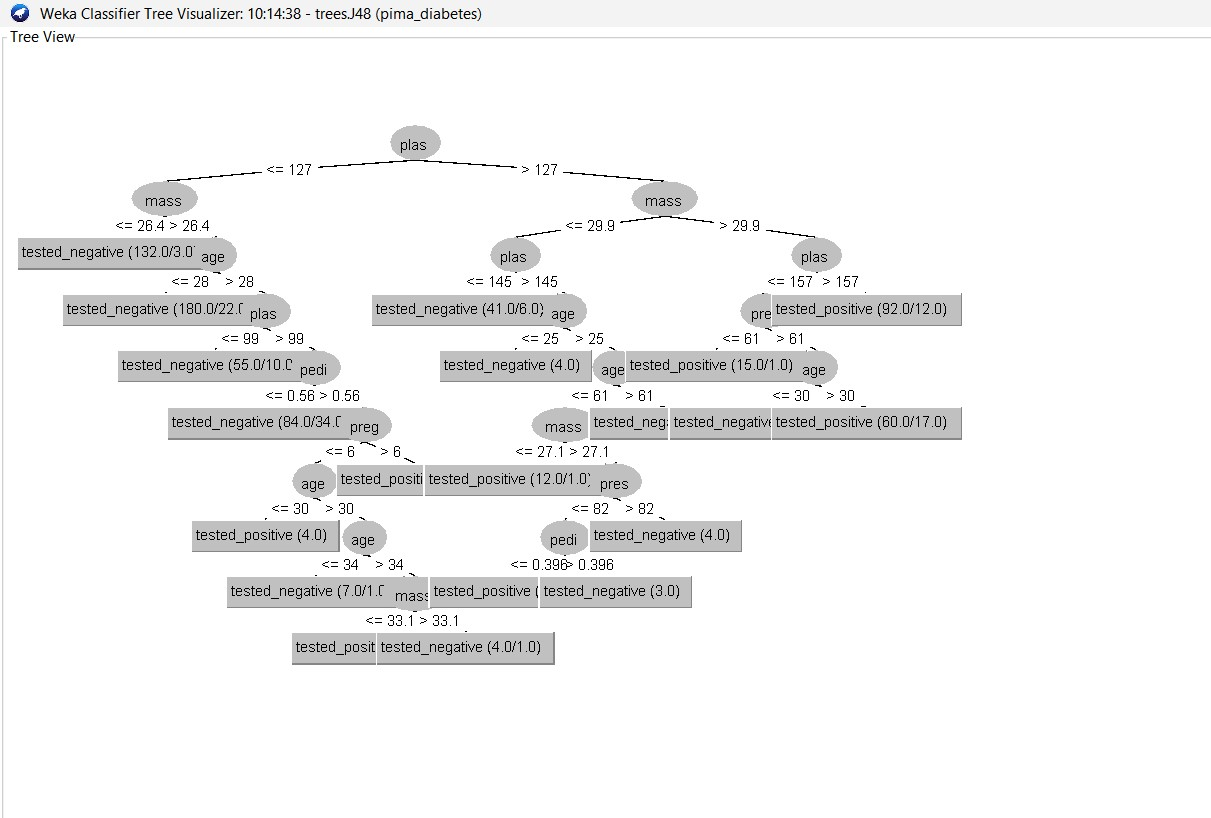 Weka Classifier Tree Visualizer: 10:14:38 - trees.J48 (pima_diabetes)
Tree View
plas
<= 127 > 127
mass mass
<= 26.4 > 26.4 <= 29.9 > 29.9
tested_negative (132.0/3.0 age plas plas
<= 28 > 28 <= 145 > 145 <= 157 > 157
tested_negative (180.0/22.0 plas tested_negative (41.0/6.0) age pre tested_positive (92.0/12.0)
<= 99 > 99 <= 25 > 25 <= 61 > 61
tested_negative (55.0/10.0 pedi tested_negative (4.0) age tested_positive (15.0/1.0) age
<= 0.56 > 0.56 <= 61 > 61 <= 30 > 30
tested_negative (84.0/34.0 preg mass tested_neg tested_negative tested_positive (60.0/17.0)
<= 6 > 6 <= 27.1 > 27.1
age tested_positi tested_positive (12.0/1.0) pres
<= 30 > 30 <= 82 > 82
tested_positive (4.0) age pedi tested_negative (4.0)
<= 34 > 34 <= 0.396 > 0.396
tested_negative (7.0/1.0 mass tested_positive ( tested_negative (3.0)
<= 33.1 > 33.1
tested_posit tested_negative (4.0/1.0)